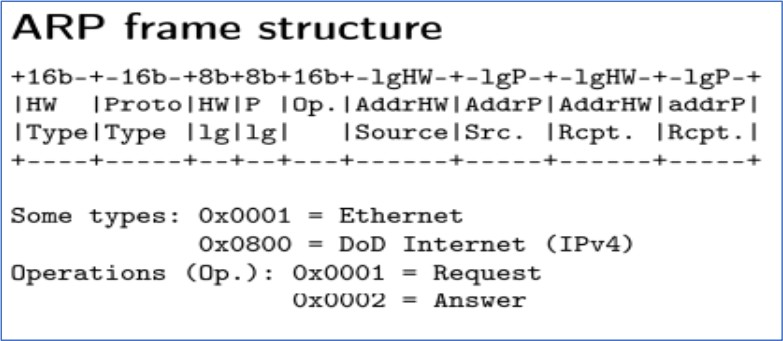 ARP frame structure
+16b-+-16b-+8b+8b+16b+-lgHW-+-lgP-+-lgHW-+-lgP-+
|HW  |Proto|HW|P |Op.|AddrHW|AddrP|AddrHW|addrP|
|Type|Type |lg|lg|   |Source|Src. |Rcpt. |Rcpt.|
+----+-----+--+--+---+------+-----+------+-----+
Some types: 0x0001 = Ethernet
            0x0800 = DoD Internet (IPv4)
Operations (Op.): 0x0001 = Request
                  0x0002 = Answer